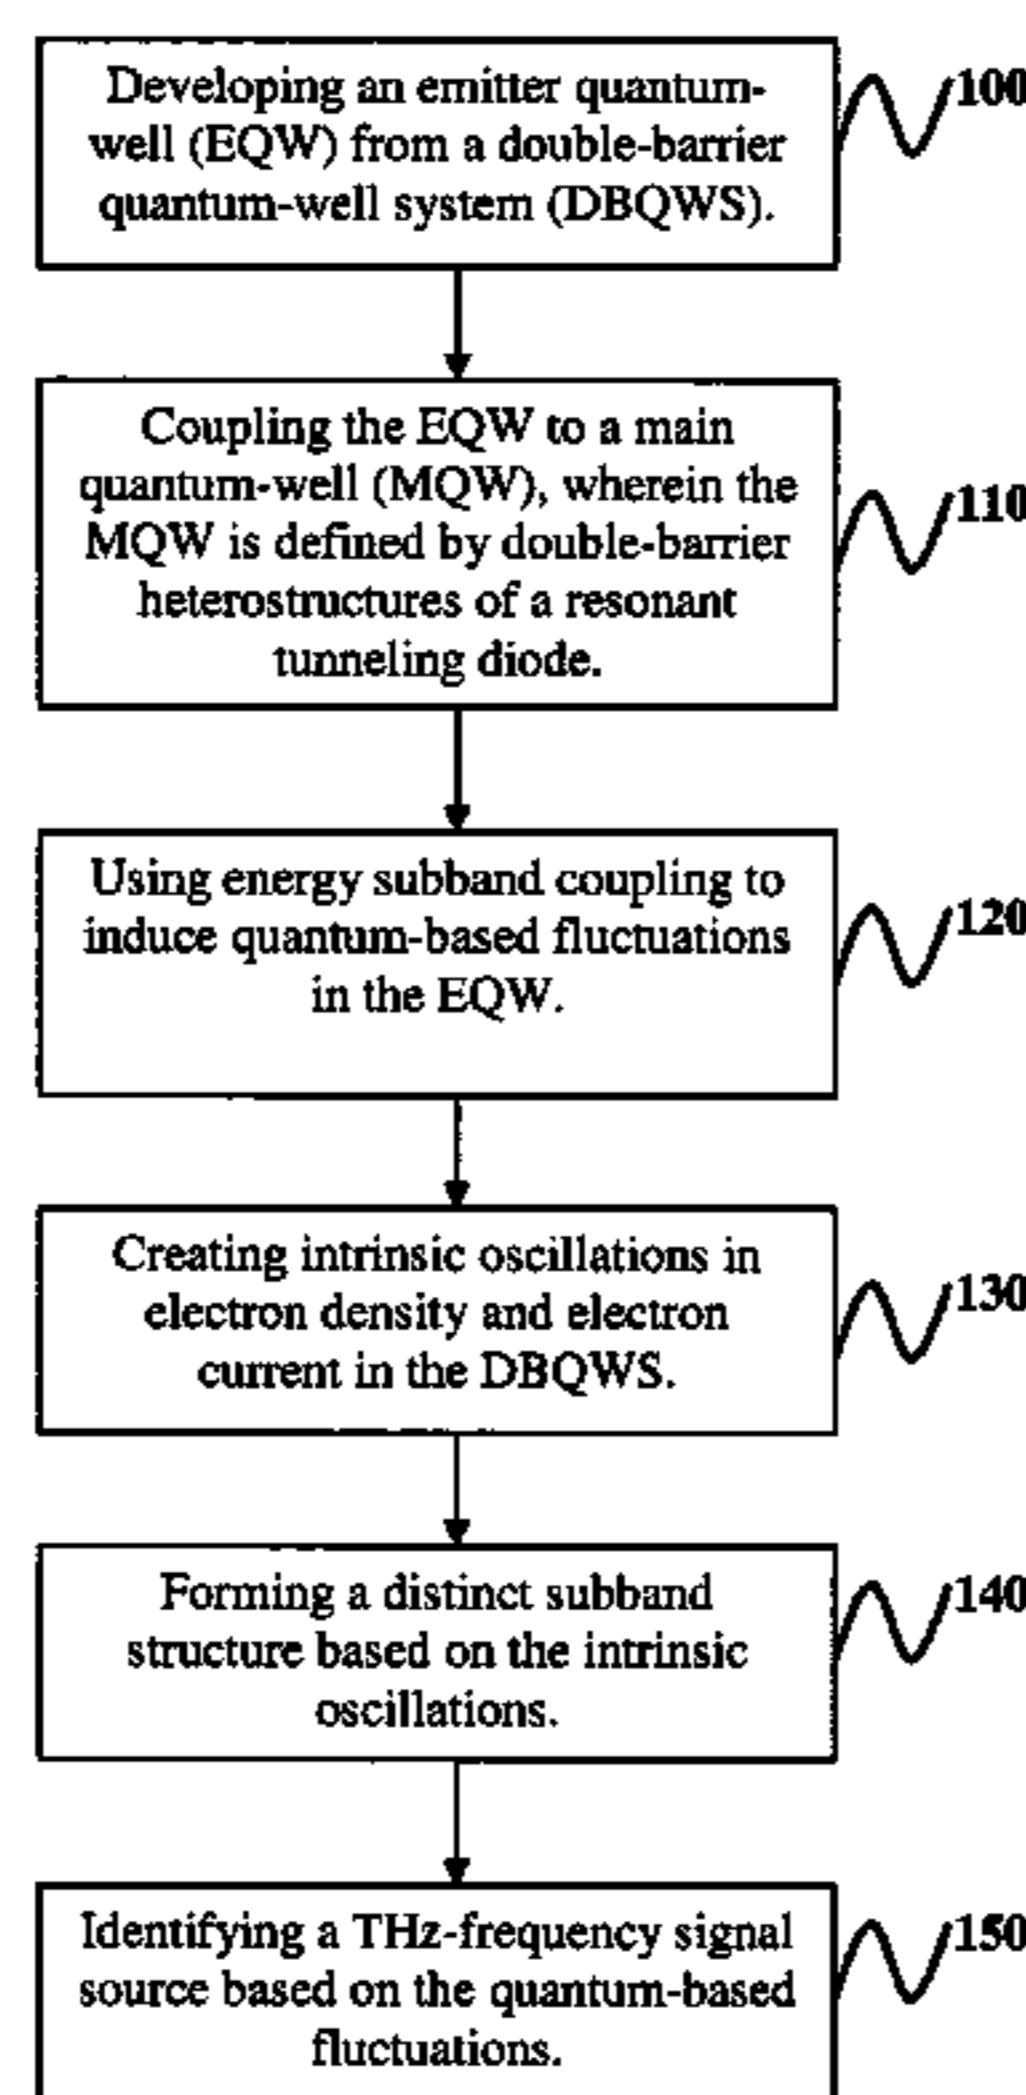 Developing an emitter quantum-
well (EQW) from a double-barrier
quantum-well system (DBQWS).
100
Coupling the EQW to a main
quantum-well (MQW), wherein the
MQW is defined by double-barrier
heterostructures of a resonant
tunneling diode.
110
Using energy subband coupling to
induce quantum-based fluctuations
in the EQW.
120
Creating intrinsic oscillations in
electron density and electron
current in the DBQWS.
130
Forming a distinct subband
structure based on the intrinsic
oscillations.
140
Identifying a THz-frequency signal
source based on the quantum-based
fluctuations.
150